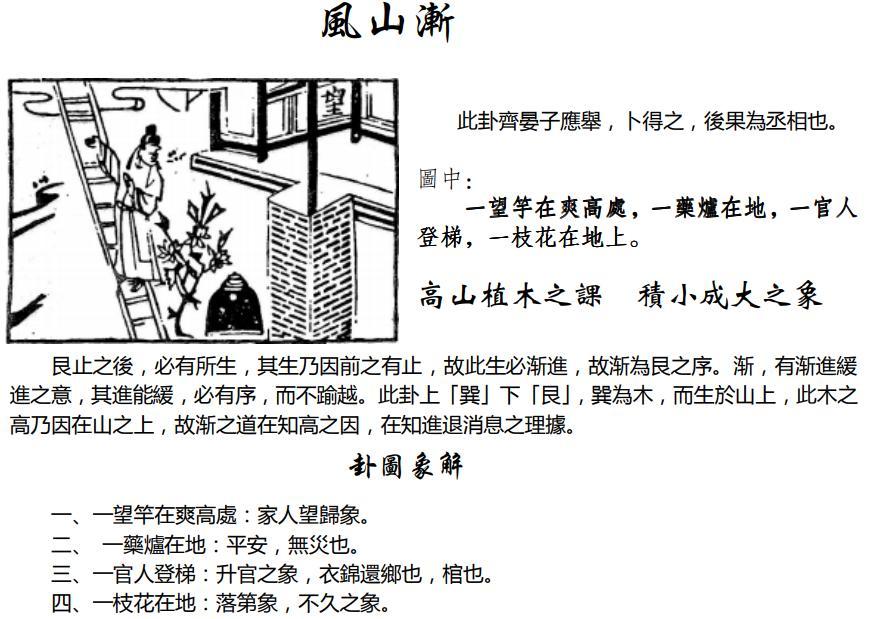 風山漸
望
此卦齊晏子應舉，卜得之，後果為丞相也。
圖中：
一望竿在爽高處，一藥爐在地，一官人
登梯，一枝花在地上。
高山植木之課　積小成大之象
艮止之後，必有所生，其生乃因前之有止，故此生必漸進，故漸為艮之序。漸，有漸進緩
進之意，其進能緩，必有序，而不踰越。此卦上「巽」下「艮」，巽為木，而生於山上，此木之
高乃因在山之上，故漸之道在知高之因，在知進退消息之理據。
卦圖象解
一、一望竿在爽高處：家人望歸象。
二、 一藥爐在地：平安，無災也。
三、一官人登梯：升官之象，衣錦還鄉也，棺也。
四、一枝花在地：落第象，不久之象。